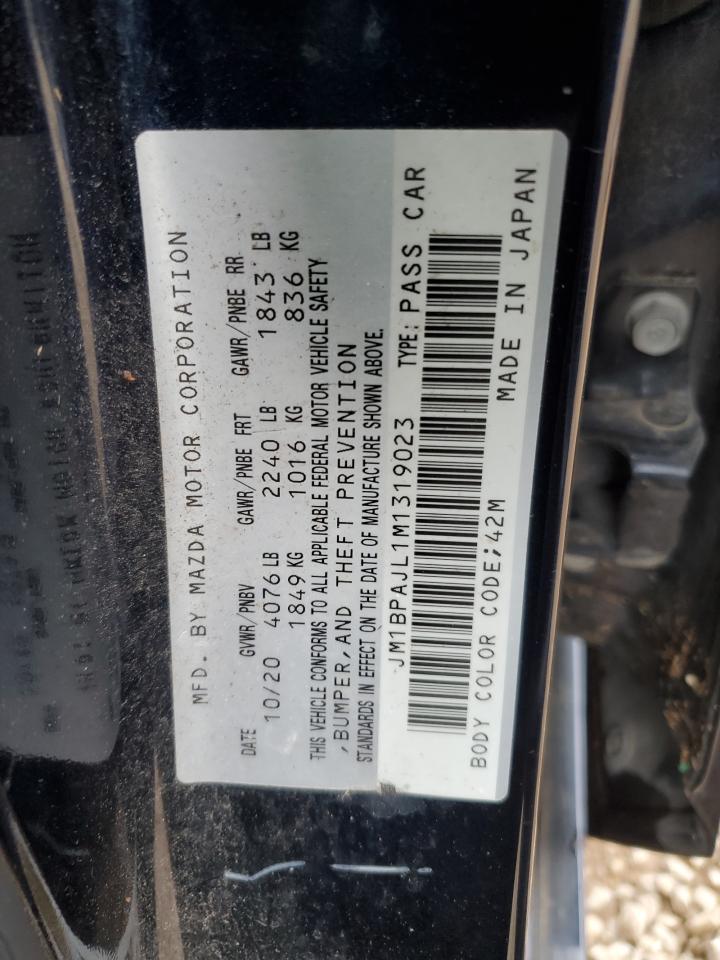 MFD. BY MAZDA MOTOR CORPORATION
DATE GVWR/PNBV GAWR/PNBE FRT GAWR/PNBE RR
10/20 4076 LB 2240 LB 1843 LB
1849 KG 1016 KG 836 KG
THIS VEHICLE CONFORMS TO ALL APPLICABLE FEDERAL MOTOR VEHICLE SAFETY
,BUMPER,AND THEFT PREVENTION
STANDARDS IN EFFECT ON THE DATE OF MANUFACTURE SHOWN ABOVE.
JM1BPAJL1M1319023 TYPE: PASS CAR
BODY COLOR CODE;42M MADE IN JAPAN